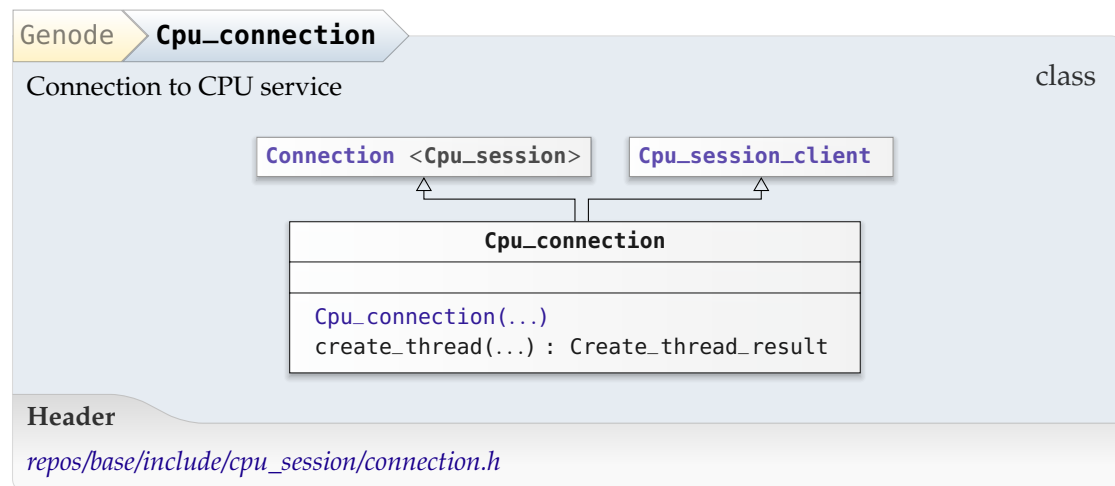 Genode Cpu_connection
Connection to CPU service
class
Connection <Cpu_session>
Cpu_session_client
Cpu_connection
Cpu_connection(...)
create_thread(...) : Create_thread_result
Header
repos/base/include/cpu_session/connection.h